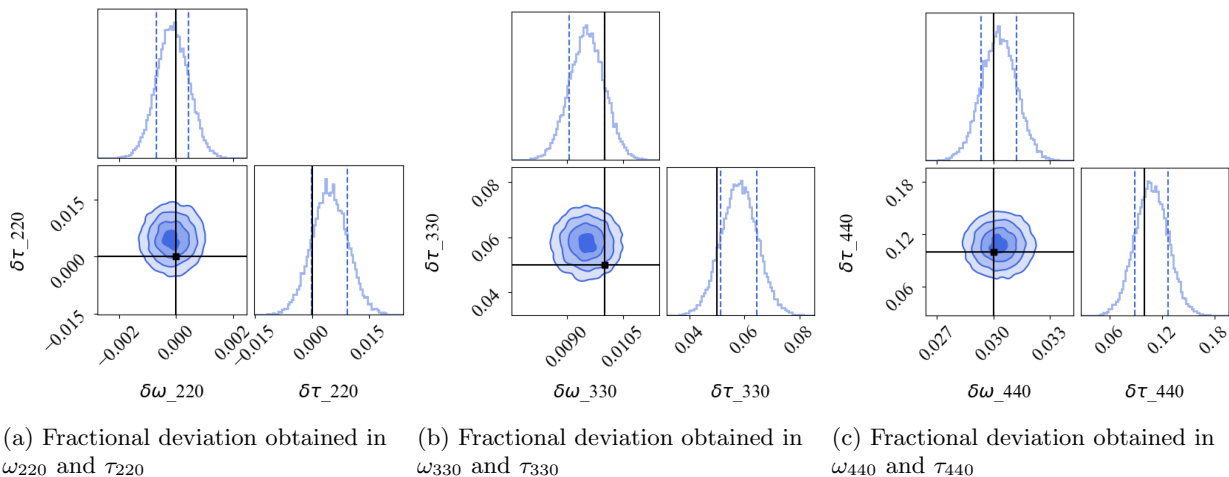 δτ_220
0.015
0.000
−0.015
−0.002
0.000
0.002
δω_220
−0.015
0.000
0.015
δτ_220
δτ_330
0.08
0.06
0.04
0.0090
0.0105
δω_330
0.04
0.06
0.08
δτ_330
δτ_440
0.18
0.12
0.06
0.027
0.030
0.033
δω_440
0.06
0.12
0.18
δτ_440
(a) Fractional deviation obtained in
ω220 and τ220
(b) Fractional deviation obtained in
ω330 and τ330
(c) Fractional deviation obtained in
ω440 and τ440